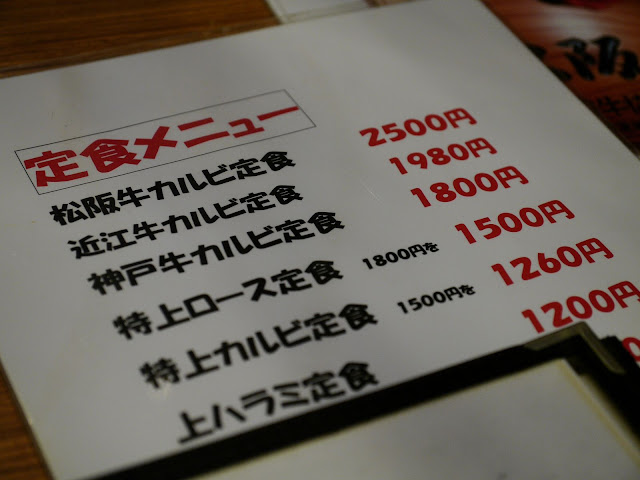 定食メニュー
松阪牛カルビ定食 2500円
近江牛カルビ定食 1980円
神戸牛カルビ定食 1800円
特上ロース定食 1800円を 1500円
特上カルビ定食 1500円を 1260円
上ハラミ定食 1200円